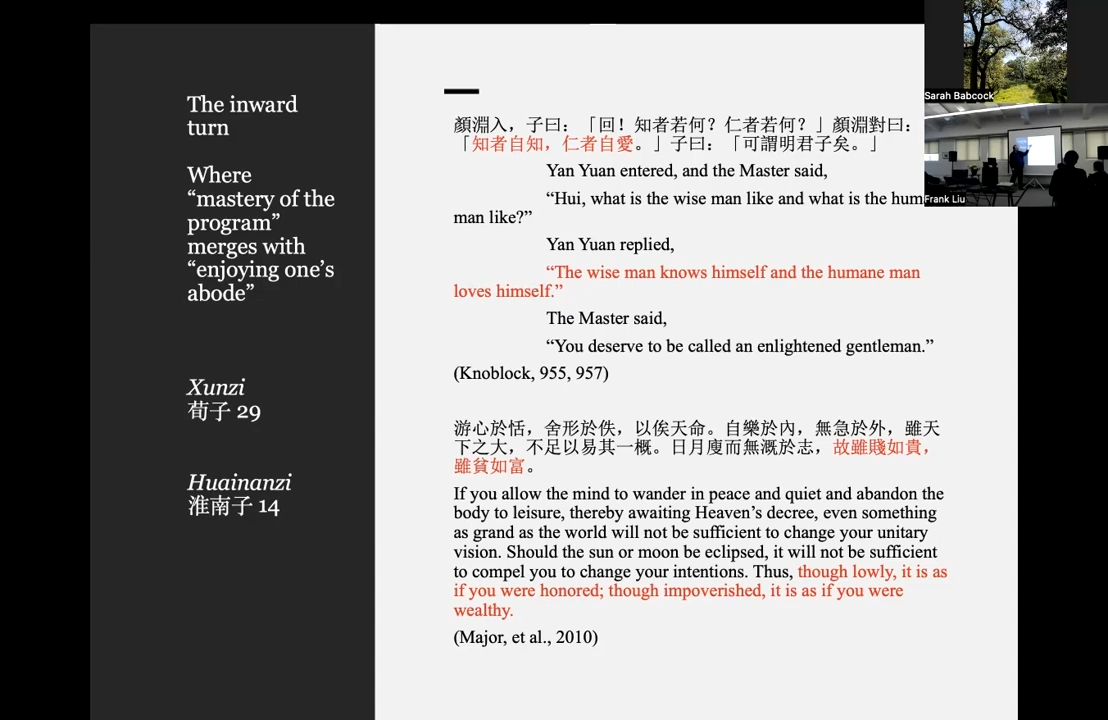 The inward
turn
Where
“mastery of the
program”
merges with
“enjoying one’s
abode”
Xunzi
荀子 29
Huainanzi
淮南子 14
顏淵入，子曰：「回！知者若何？仁者若何？」顏淵對曰：
「知者自知，仁者自愛。」子曰：「可謂明君子矣。」
Yan Yuan entered, and the Master said,
“Hui, what is the wise man like and what is the
man like?”
Yan Yuan replied,
“The wise man knows himself and the humane man
loves himself.”
The Master said,
“You deserve to be called an enlightened gentleman.”
(Knoblock, 955, 957)
游心於恬，舍形於佚，以俟天命。自樂於內，無急於外，雖天
下之大，不足以易其一概。日月廋而無溉於志，故雖賤如貴，
雖貧如富。
If you allow the mind to wander in peace and quiet and abandon the
body to leisure, thereby awaiting Heaven’s decree, even something
as grand as the world will not be sufficient to change your unitary
vision. Should the sun or moon be eclipsed, it will not be sufficient
to compel you to change your intentions. Thus, though lowly, it is as
if you were honored; though impoverished, it is as if you were
wealthy.
(Major, et al., 2010)
Sarah Babcock
Frank Liu